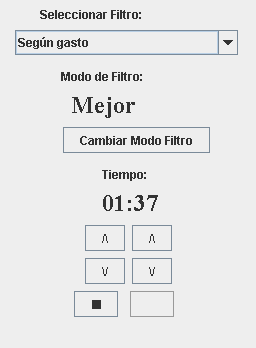 Seleccionar Filtro:
Según gasto
Modo de Filtro:
Mejor
Cambiar Modo Filtro
Tiempo:
01:37
/\ /\
\/ \/
■